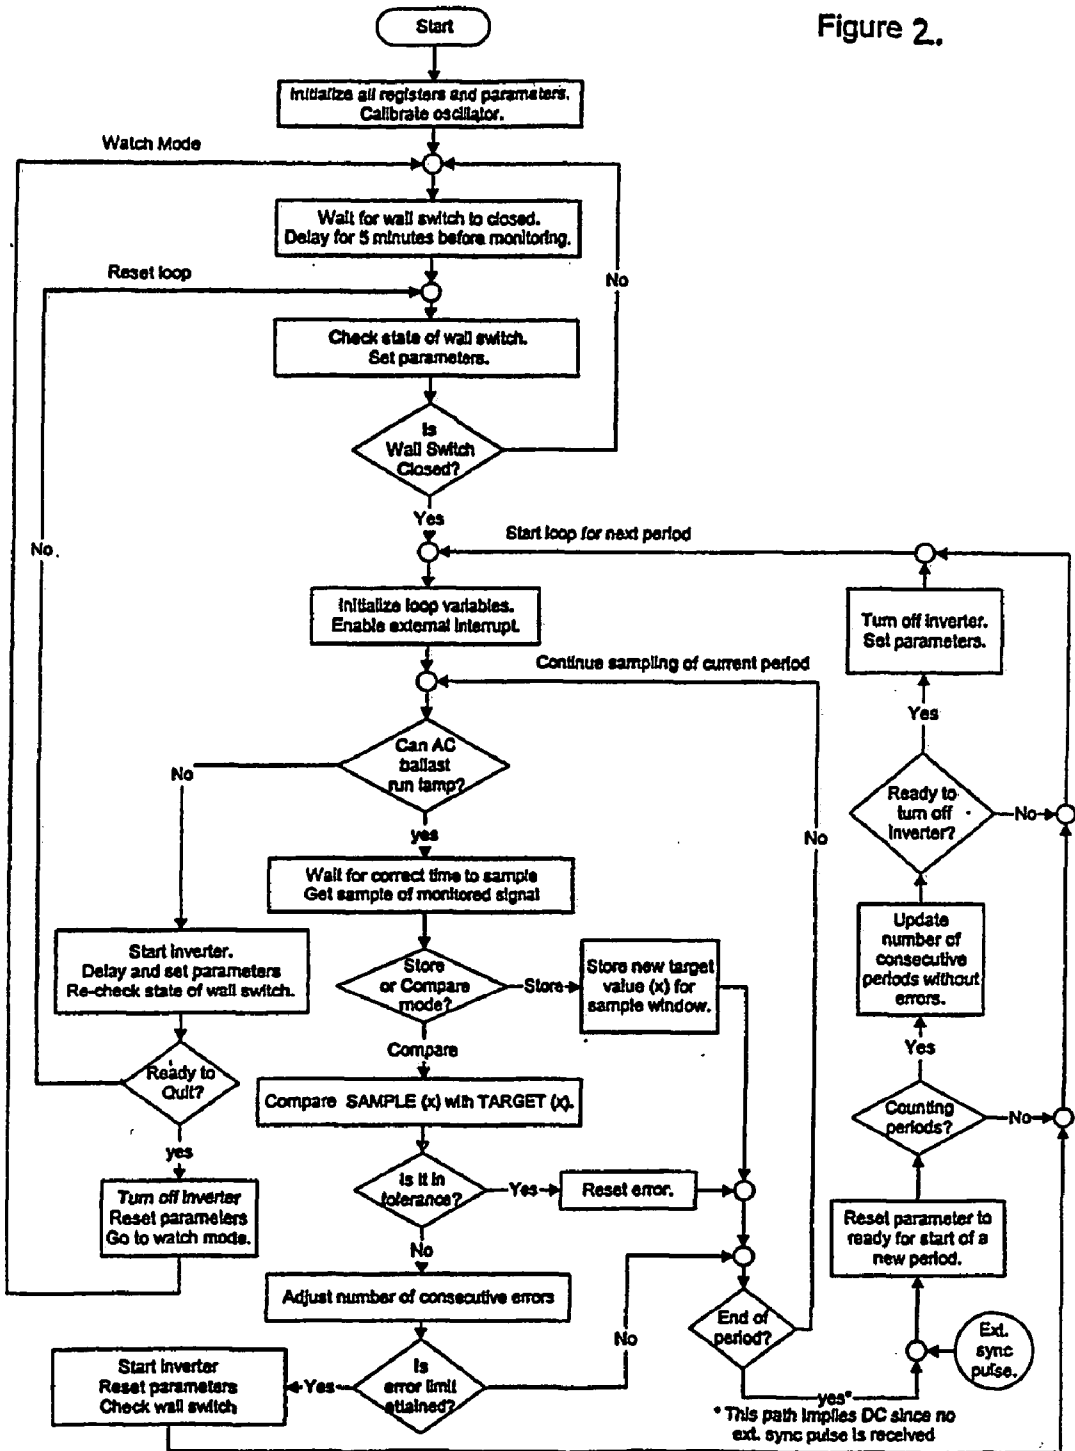 Figure 2.
Start
Initialize all registers and parameters.
Calibrate oscillator.
Watch Mode
Wait for wall switch to closed.
Delay for 5 minutes before monitoring.
Reset loop
No
Check state of wall switch.
Set parameters.
Is
Wall Switch
Closed?
Yes
Start loop for next period
No.
Initialize loop variables.
Enable external interrupt.
Turn off inverter.
Set parameters.
Continue sampling of current period
Yes
Can AC
ballast
run lamp?
No
yes
Ready to
turn off
inverter?
No
No
Wait for correct time to sample
Get sample of monitored signal
Update
number of
consecutive
periods without
errors.
Start inverter.
Delay and set parameters
Re-check state of wall switch.
Store
or Compare
mode?
Store
Store new target
value (x) for
sample window.
Yes
Compare
Ready to
Quit?
Compare SAMPLE (x) with TARGET (x).
Counting
periods?
No
yes
Is it in
tolerance?
Yes
Reset error.
Turn off inverter
Reset parameters
Go to watch mode.
Reset parameter to
ready for start of a
new period.
No
Adjust number of consecutive errors
End of
period?
No
Ext.
sync
pulse.
Start inverter
Reset parameters
Check wall switch
Yes
Is
error limit
attained?
yes*
* This path implies DC since no
ext. sync pulse is received